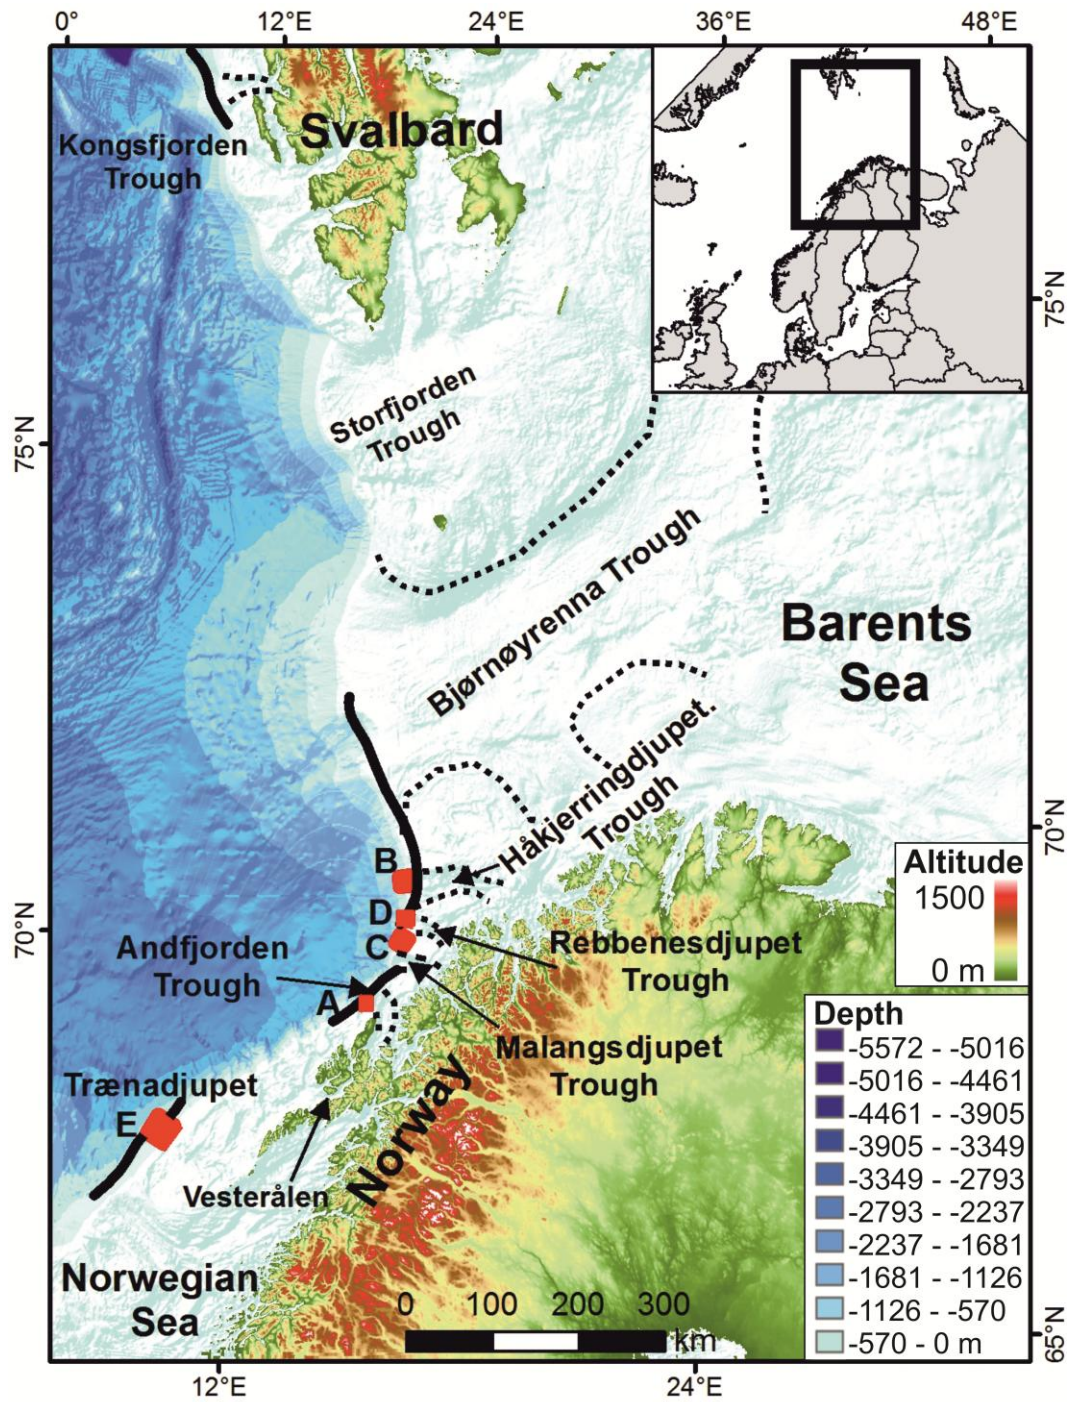 0°
12°E
24°E
36°E
48°E
Svalbard
Kongsfjorden
Trough
75°N
Storfjorden
Trough
75°N
Bjørnøyrenna Trough
Barents
Sea
Håkjerringdjupet.
Trough
70°N
B
Altitude
1500
0 m
D
70°N
C
Andfjorden
Trough
Rebbenesdjupet
Trough
A
Malangsdjupet
Trough
Depth
-5572 - -5016
-5016 - -4461
-4461 - -3905
-3905 - -3349
-3349 - -2793
-2793 - -2237
-2237 - -1681
-1681 - -1126
-1126 - -570
-570 - 0 m
Trænadjupet
E
Norway
Vesterålen
Norwegian
Sea
0 100 200 300
km
65°N
12°E
24°E